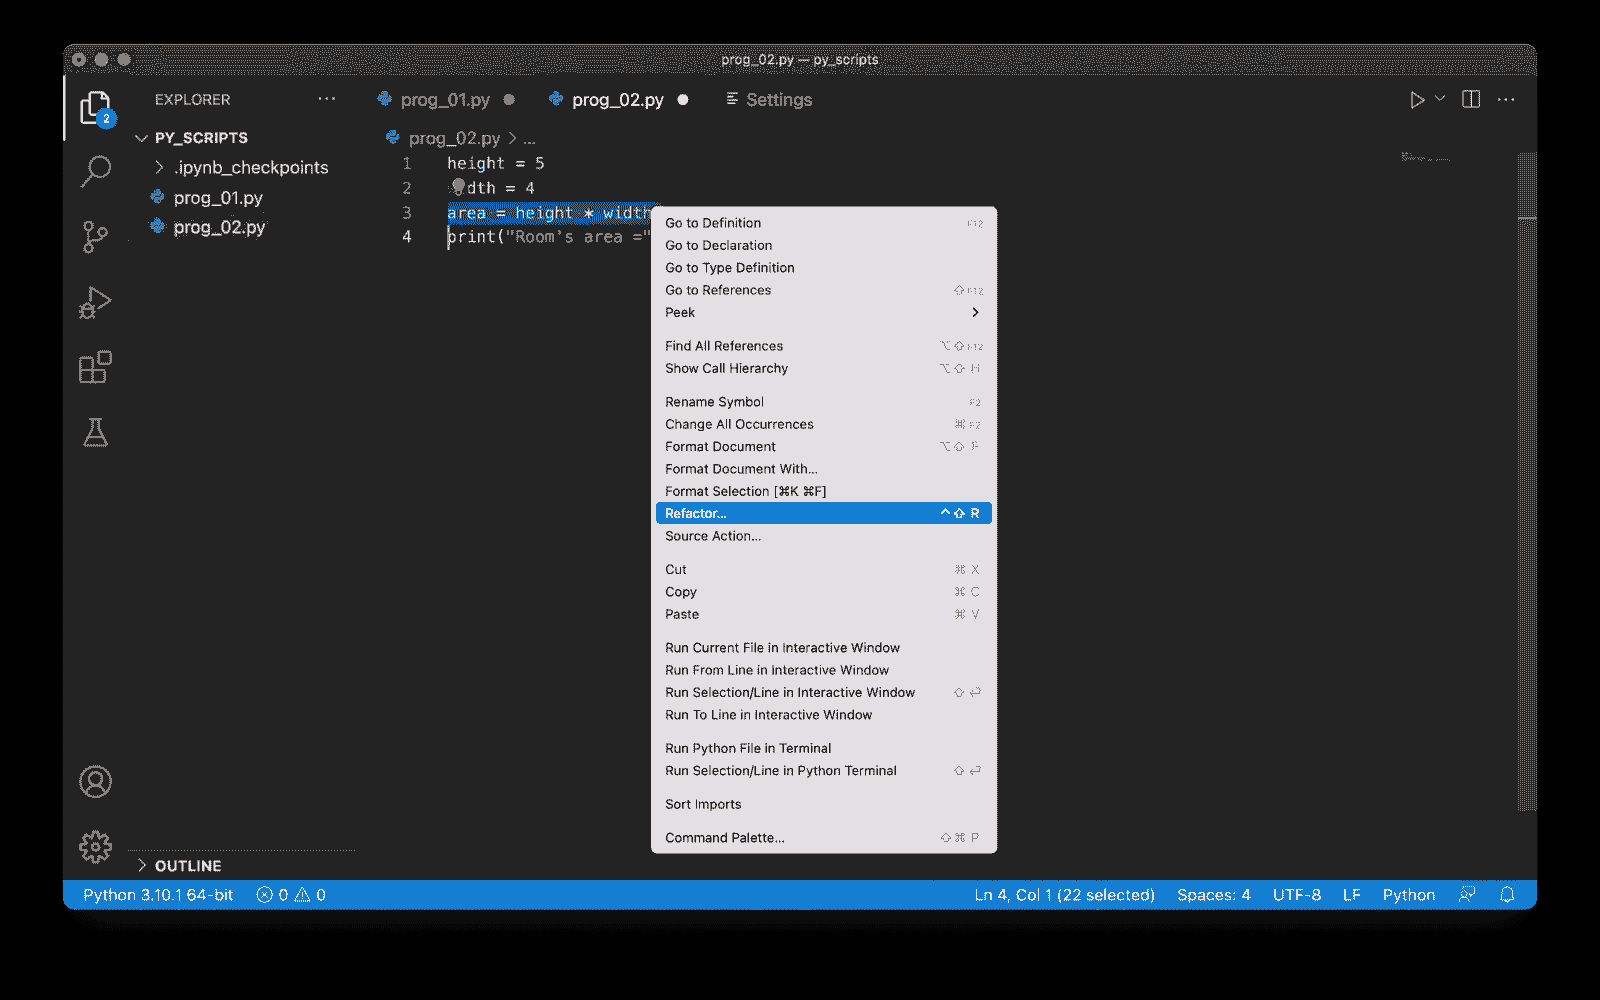 prog_02.py — py_scripts
EXPLORER ...
prog_01.py
prog_02.py
Settings
2
PY_SCRIPTS
.ipynb_checkpoints
prog_01.py
prog_02.py
prog_02.py > ...
1 height = 5
2 dth = 4
3 area = height * width
4 print("Room's area ="
Go to Definition F12
Go to Declaration
Go to Type Definition
Go to References ⇧F12
Peek >
Find All References ⌥⇧F12
Show Call Hierarchy ⌥⇧H
Rename Symbol F2
Change All Occurrences ⌘F2
Format Document ⌥⇧F
Format Document With...
Format Selection [⌘K ⌘F]
Refactor... ^⇧R
Source Action...
Cut ⌘X
Copy ⌘C
Paste ⌘V
Run Current File in Interactive Window
Run From Line in Interactive Window
Run Selection/Line in Interactive Window ⇧⏎
Run To Line in Interactive Window
Run Python File in Terminal
Run Selection/Line in Python Terminal ⇧⏎
Sort Imports
Command Palette... ⇧⌘P
OUTLINE
Python 3.10.1 64-bit 0 0 Ln 4, Col 1 (22 selected) Spaces: 4 UTF-8 LF Python